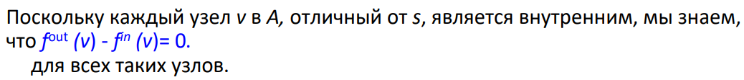 Поскольку каждый узел v в A, отличный от s, является внутренним, мы знаем,
что fout (v) - fin (v)= 0.
для всех таких узлов.